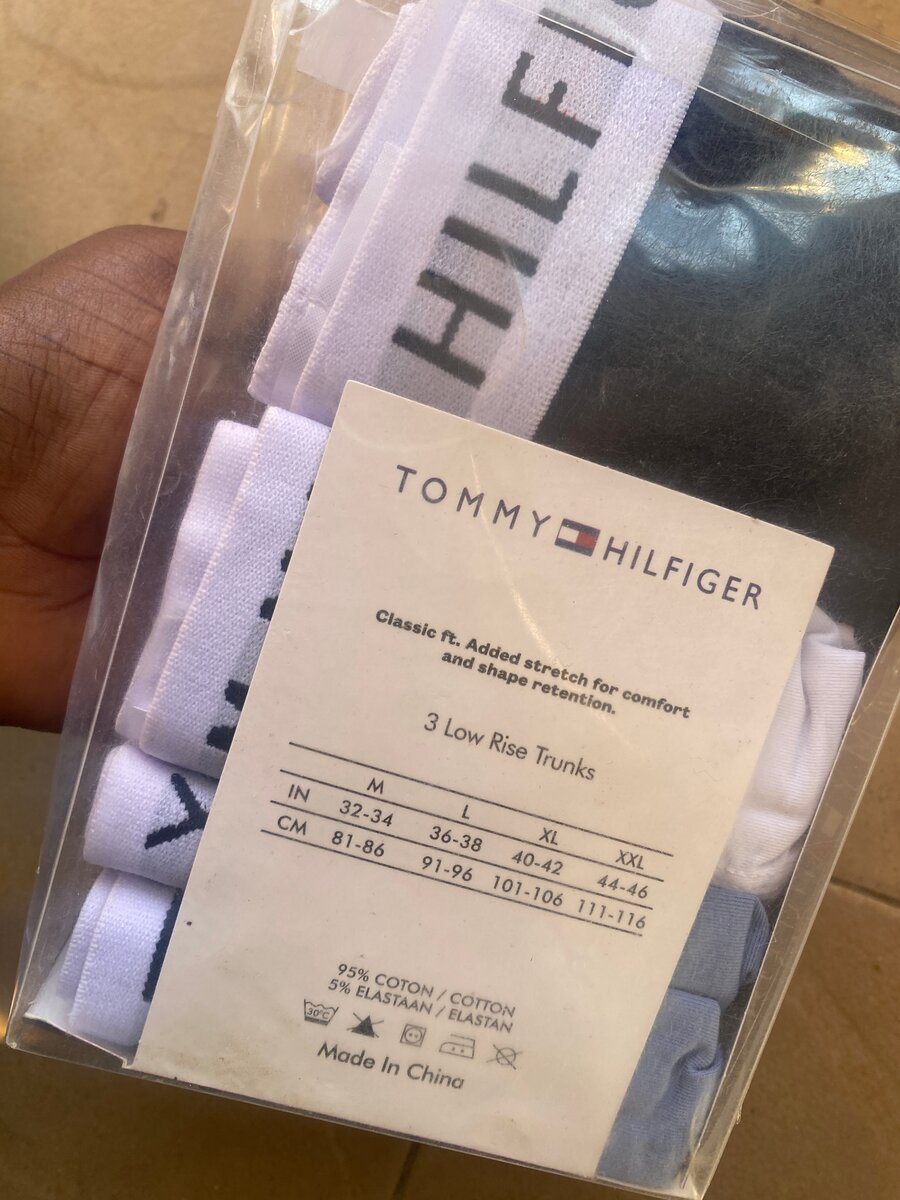 HILFIG
TOMMY HILFIGER
Classic ft. Added stretch for comfort
and shape retention.
3 Low Rise Trunks
M L XL XXL
IN 32-34 36-38 40-42 44-46
CM 81-86 91-96 101-106 111-116
95% COTON / COTTON
5% ELASTAAN / ELASTAN
30°C
Made In China
Y